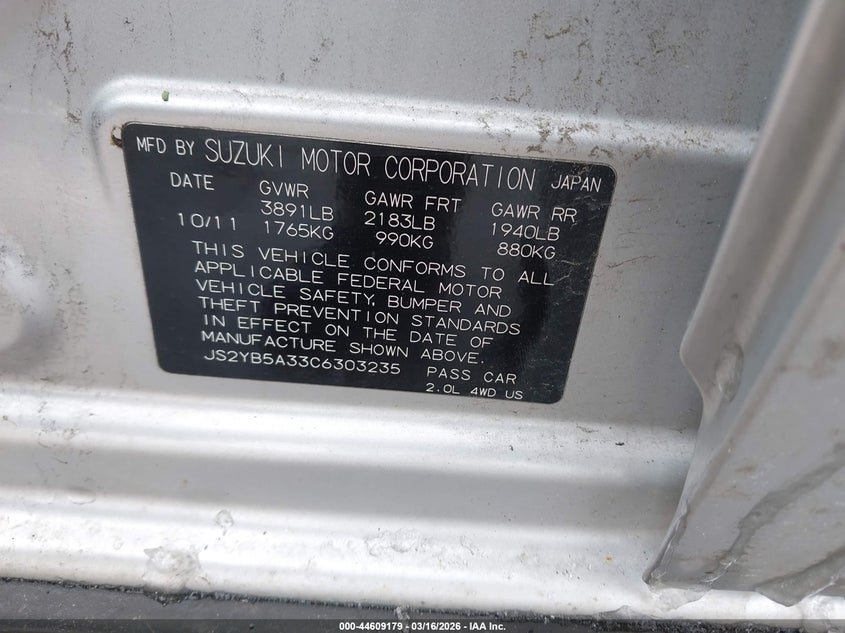 MFD BY SUZUKI MOTOR CORPORATION JAPAN
DATE GVWR GAWR FRT GAWR RR
10/11 3891LB 2183LB 1940LB
1765KG 990KG 880KG
THIS VEHICLE CONFORMS TO ALL
APPLICABLE FEDERAL MOTOR
VEHICLE SAFETY, BUMPER AND
THEFT PREVENTION STANDARDS
IN EFFECT ON THE DATE OF
MANUFACTURE SHOWN ABOVE.
JS2YB5A33C6303235 PASS CAR
2.0L 4WD US
000-44609179 - 03/16/2026 - IAA Inc.